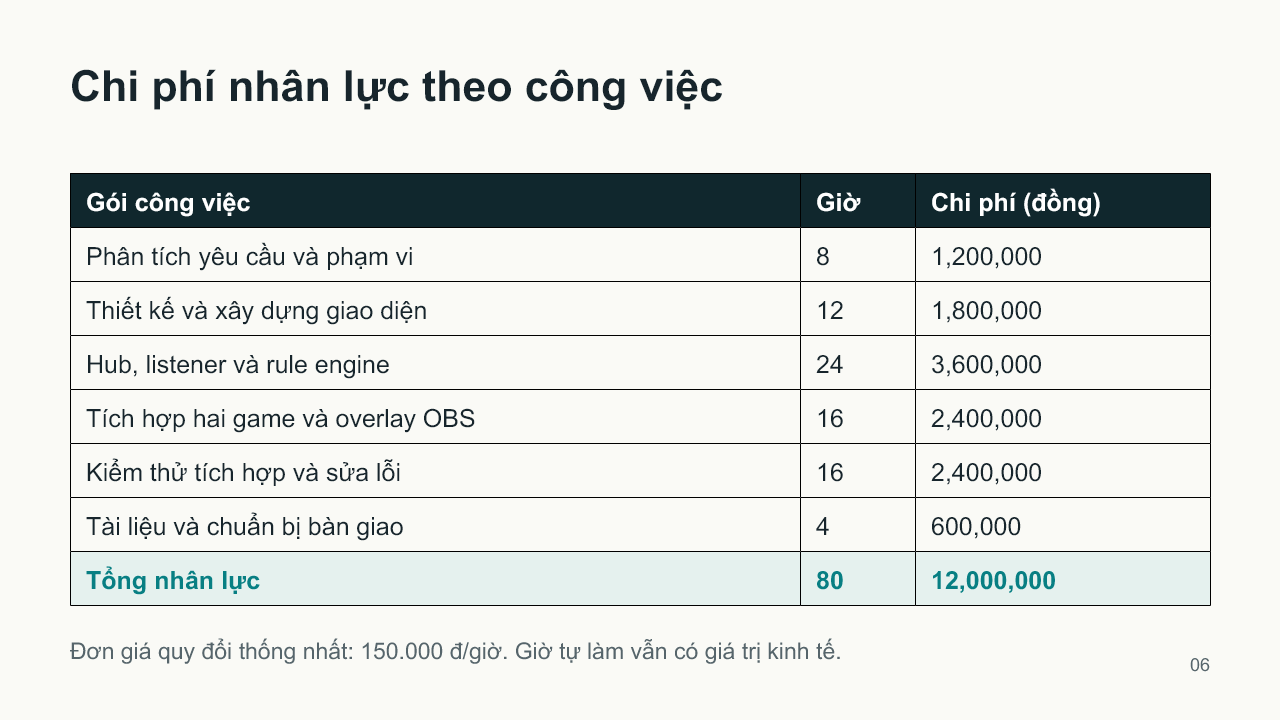 Chi phí nhân lực theo công việc
Gói công việc Giờ Chi phí (đồng)
Phân tích yêu cầu và phạm vi 8 1,200,000
Thiết kế và xây dựng giao diện 12 1,800,000
Hub, listener và rule engine 24 3,600,000
Tích hợp hai game và overlay OBS 16 2,400,000
Kiểm thử tích hợp và sửa lỗi 16 2,400,000
Tài liệu và chuẩn bị bàn giao 4 600,000
Tổng nhân lực 80 12,000,000
Đơn giá quy đổi thống nhất: 150.000 đ/giờ. Giờ tự làm vẫn có giá trị kinh tế.
06